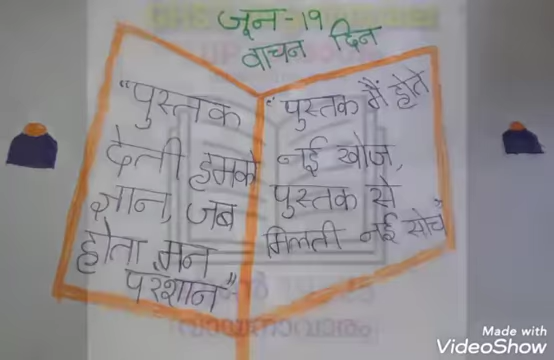 जून-19
वाचन दिन
"पुस्तक
देती हमको
ज्ञान, जब
होता मन
परेशान"
"पुस्तक मैं होते
नई खोज,
पुस्तक से
मिलती नई सोच"
Made with
VideoShow